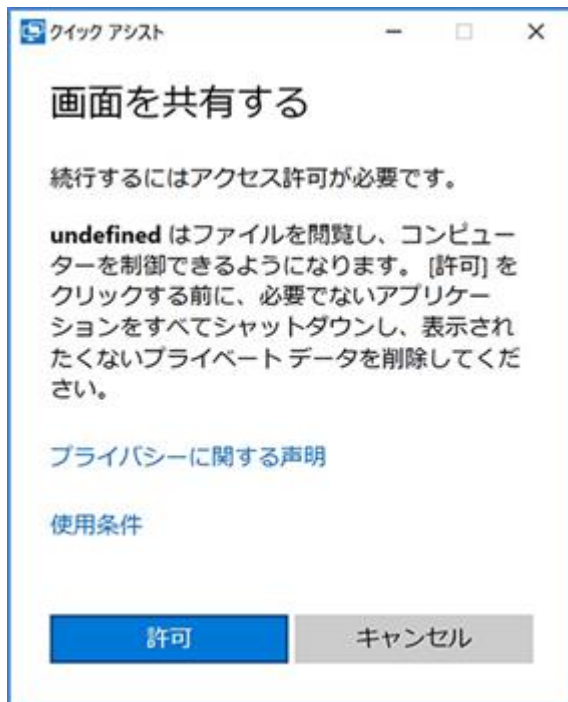 クイック アシスト
画面を共有する
続行するにはアクセス許可が必要です。
undefined はファイルを閲覧し、コンピュー
ターを制御できるようになります。 [許可] を
クリックする前に、必要でないアプリケー
ションをすべてシャットダウンし、表示され
たくないプライベート データを削除してくだ
さい。
プライバシーに関する声明
使用条件
許可 キャンセル